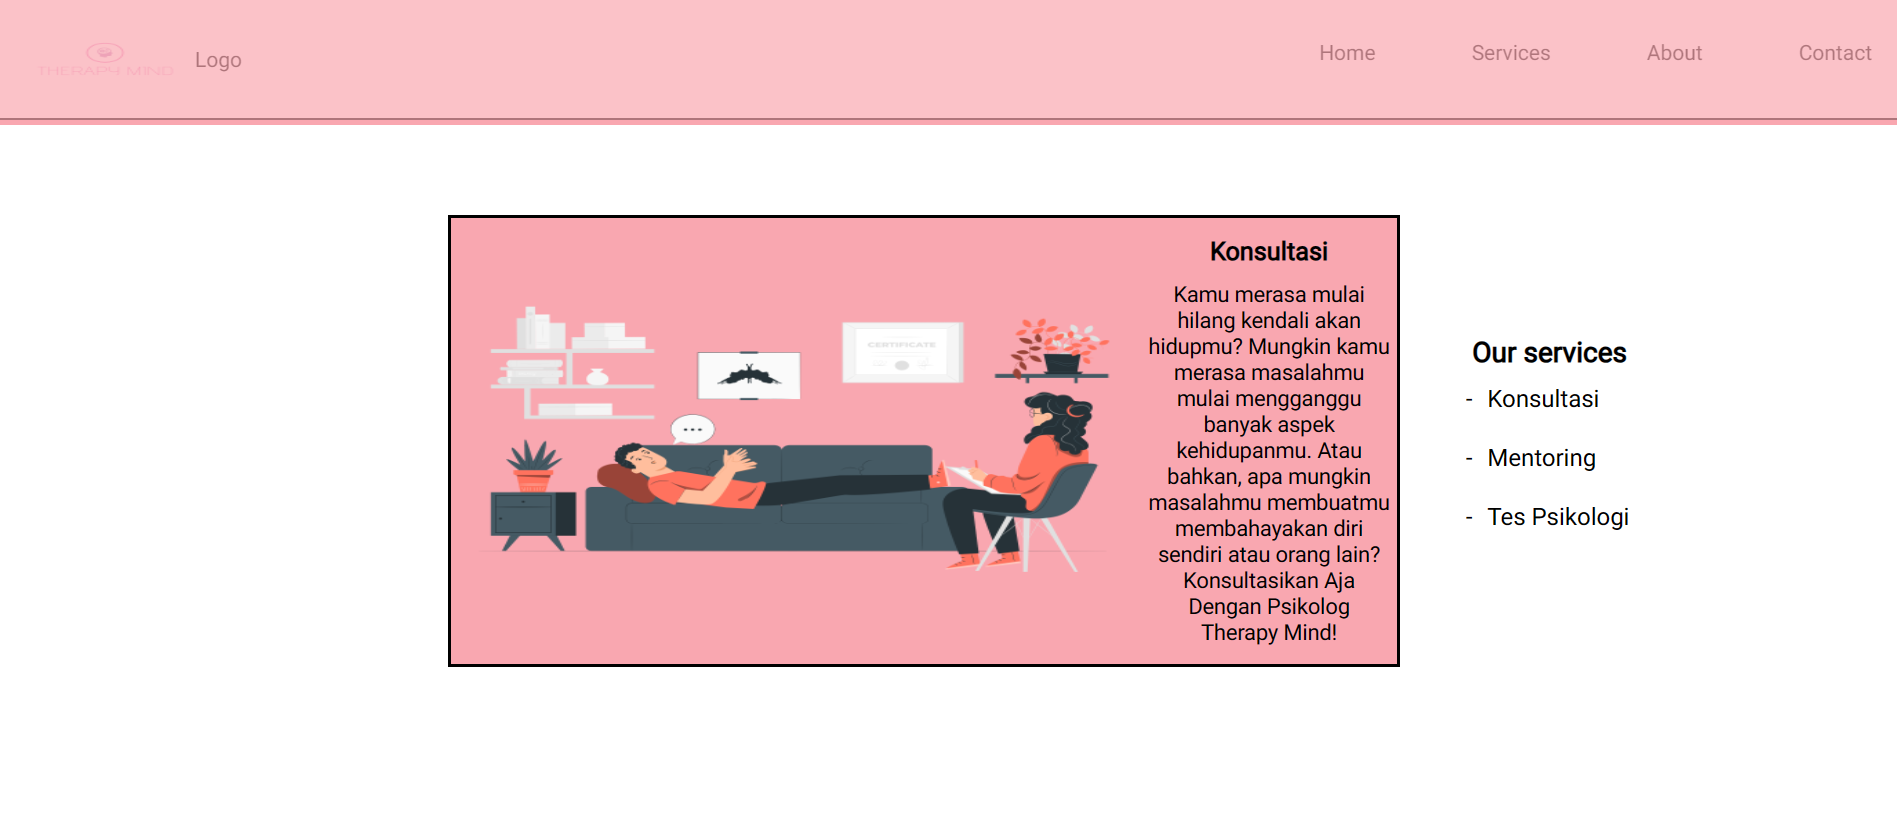 THERAPY MIND
Logo
Home
Services
About
Contact
Konsultasi
Kamu merasa mulai
hilang kendali akan
hidupmu? Mungkin kamu
merasa masalahmu
mulai mengganggu
banyak aspek
kehidupanmu. Atau
bahkan, apa mungkin
masalahmu membuatmu
membahayakan diri
sendiri atau orang lain?
Konsultasikan Aja
Dengan Psikolog
Therapy Mind!
CERTIFICATE
Our services
- Konsultasi
- Mentoring
- Tes Psikologi